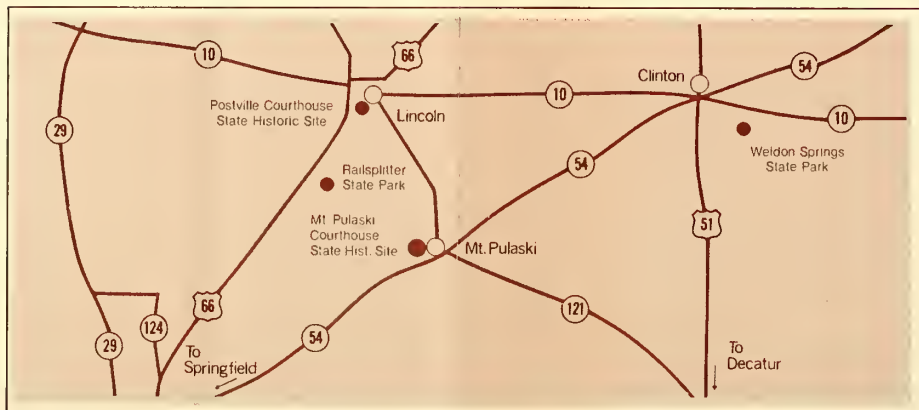 66
10
54
Clinton
Postville Courthouse
State Historic Site
Lincoln
10
10
29
54
Weldon Springs
State Park
Railsplitter
State Park
Mt. Pulaski
Courthouse
State Hist. Site
Mt. Pulaski
51
66
121
29
124
54
To
Springfield
To
Decatur